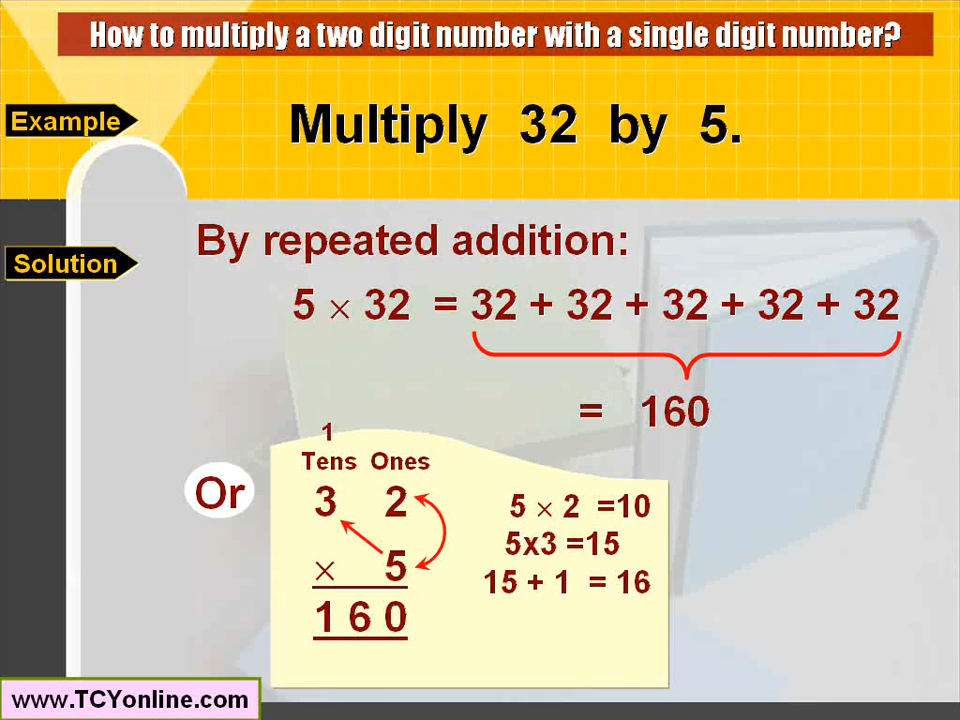 How to multiply a two digit number with a single digit number?
Example
Multiply 32 by 5.
Solution
By repeated addition:
5 × 32 = 32 + 32 + 32 + 32 + 32
= 160
Or
1
Tens Ones
3 2
× 5
1 6 0
5 × 2 =10
5x3 =15
15 + 1 = 16
www.TCYonline.com